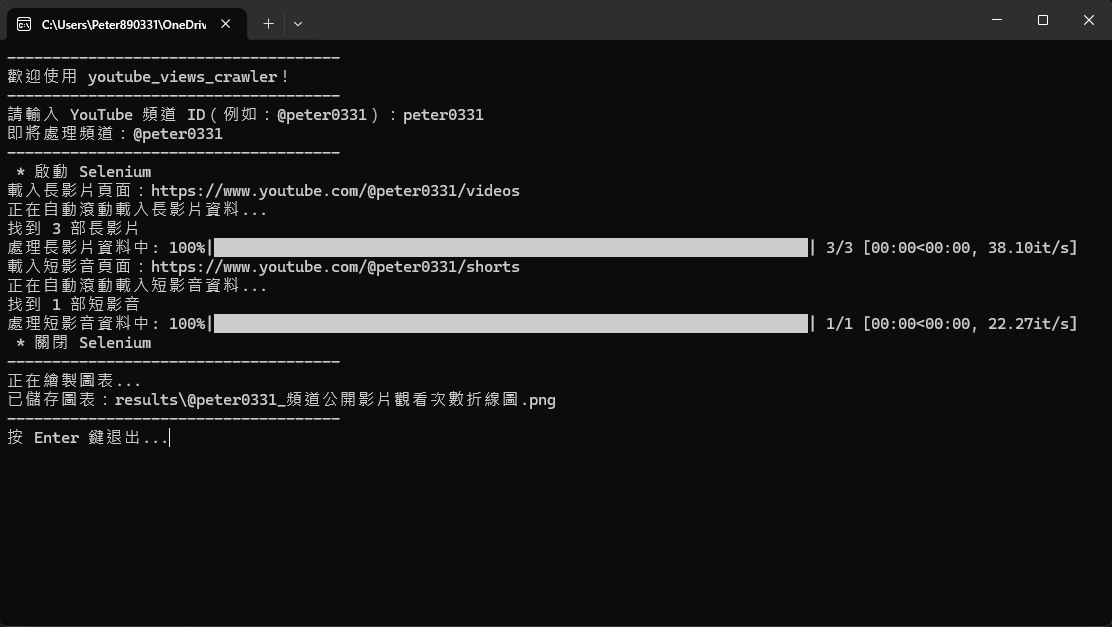 C:\Users\Peter890331\OneDriv
------------------------------------
歡迎使用 youtube_views_crawler！
------------------------------------
請輸入 YouTube 頻道 ID（例如：@peter0331）：peter0331
即將處理頻道：@peter0331
------------------------------------
 * 啟動 Selenium
載入長影片頁面：https://www.youtube.com/@peter0331/videos
正在自動滾動載入長影片資料...
找到 3 部長影片
處理長影片資料中: 100%|██████████| 3/3 [00:00<00:00, 38.10it/s]
載入短影音頁面：https://www.youtube.com/@peter0331/shorts
正在自動滾動載入短影音資料...
找到 1 部短影音
處理短影音資料中: 100%|██████████| 1/1 [00:00<00:00, 22.27it/s]
 * 關閉 Selenium
------------------------------------
正在繪製圖表...
已儲存圖表：results\@peter0331_頻道公開影片觀看次數折線圖.png
------------------------------------
按 Enter 鍵退出...